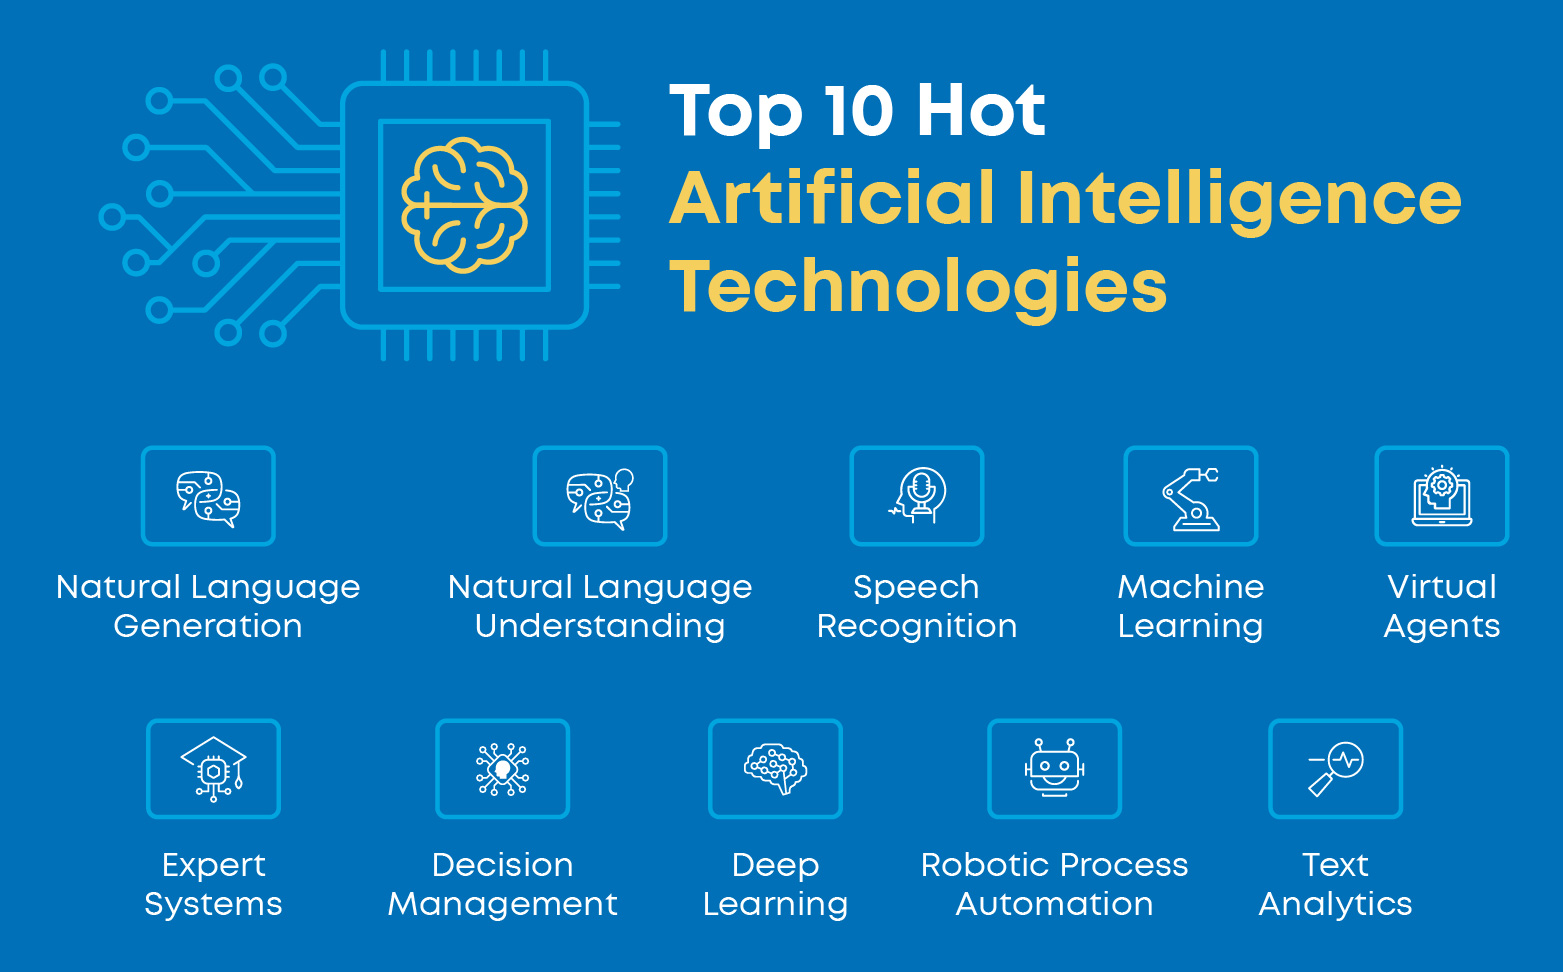 Top 10 Hot
Artificial Intelligence
Technologies
Natural Language
Generation
Natural Language
Understanding
Speech
Recognition
Machine
Learning
Virtual
Agents
Expert
Systems
Decision
Management
Deep
Learning
Robotic Process
Automation
Text
Analytics